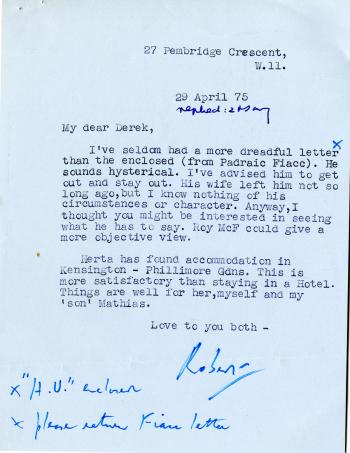 27 Pembridge Crescent,
W.11.
29 April 75
replied: 2 May
My dear Derek,
x
I've seldom had a more dreadful letter
than the enclosed (from Padraic Fiacc). He
sounds hysterical. I've advised him to get
out and stay out. His wife left him not so
long ago,but I know nothing of his
circumstances or character. Anyway,I
thought you might be interested in seeing
what he has to say. Roy McF could give
a more objective view.
Herta has found accommodation in
Kensington - Phillimore Gdns. This is
more satisfactory than staying in a Hotel.
Things are well for her,myself and my
'son' Mathias.
Love to you both -
Robert
x "H.U." enclosed
x please return Fiacc letter